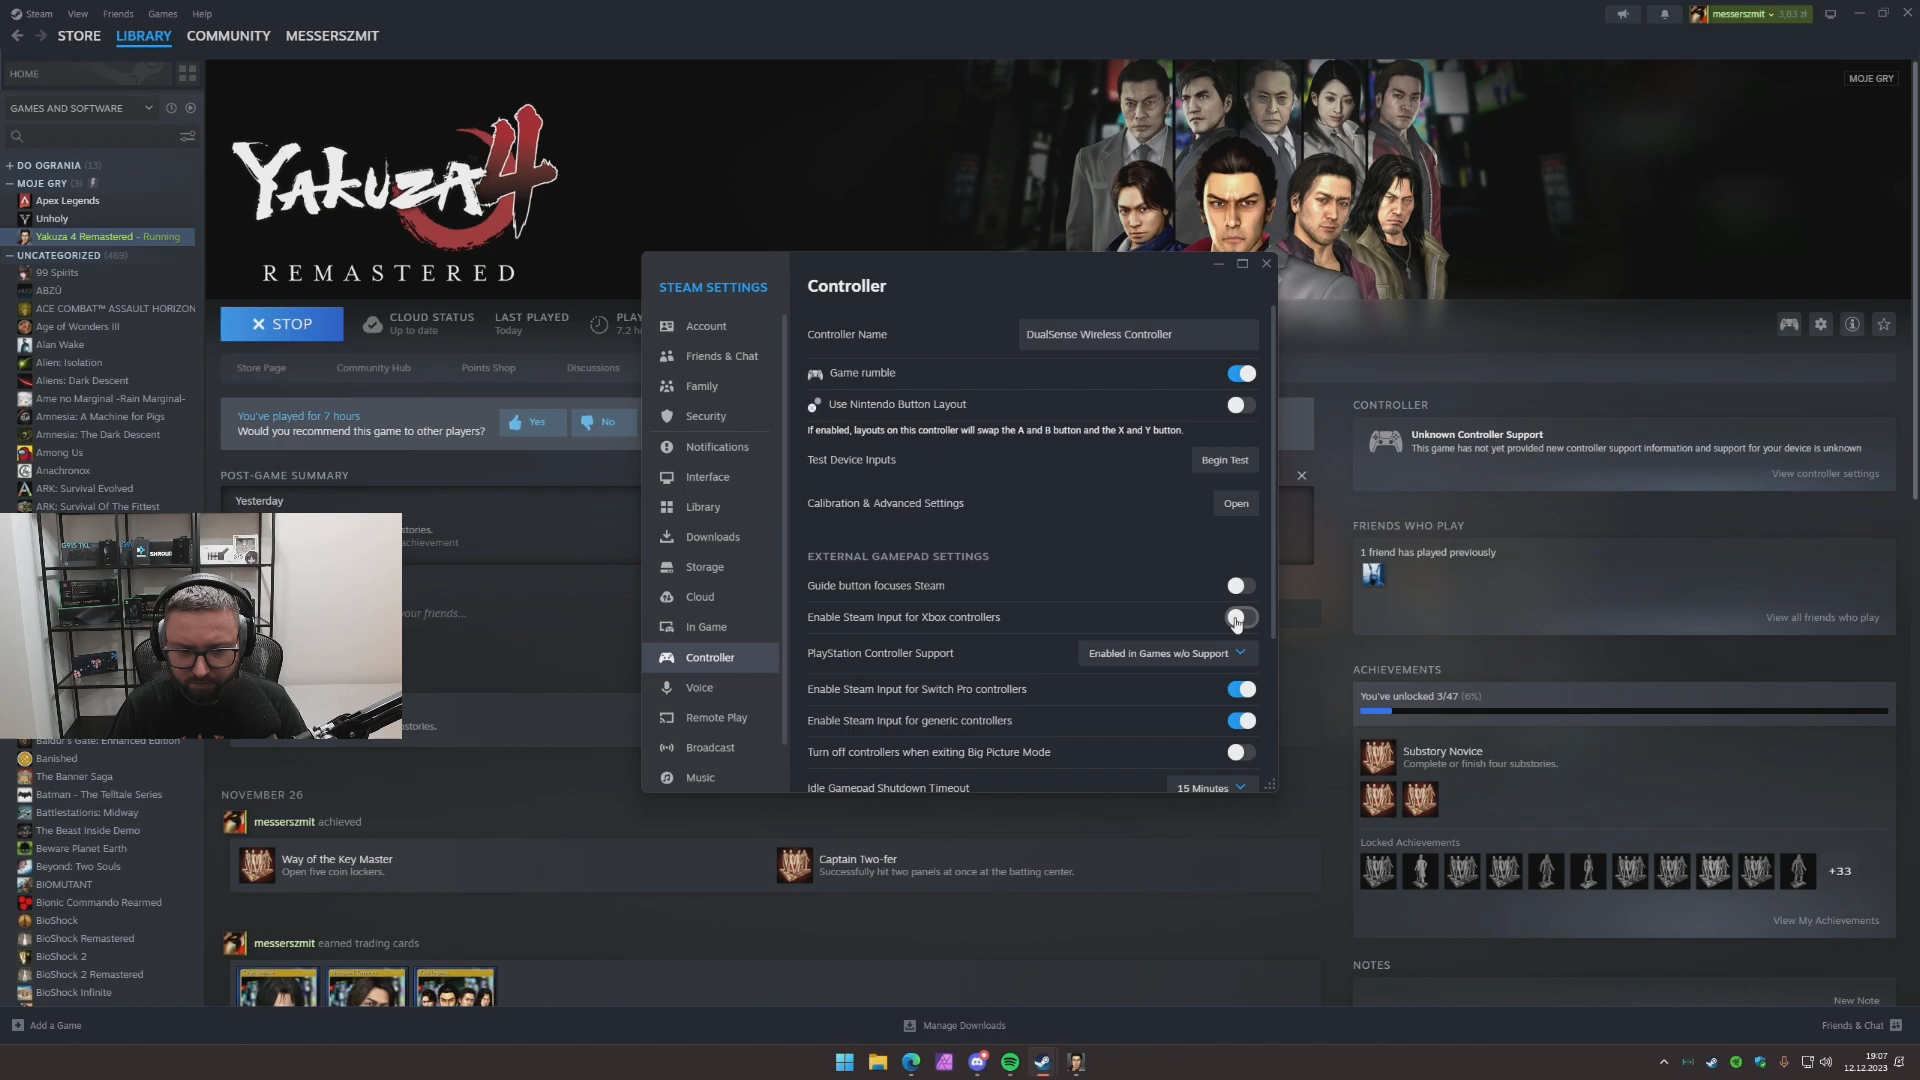 Steam View Friends Games Help
messerszmit 3,83 zł
STORE LIBRARY COMMUNITY MESSERSZMIT
HOME
GAMES AND SOFTWARE
DO OGRANIA (13)
MOJE GRY (3)
Apex Legends
Unholy
Yakuza 4 Remastered - Running
UNCATEGORIZED (469)
99 Spirits
ABZÛ
ACE COMBAT™ ASSAULT HORIZON
Age of Wonders III
Alan Wake
Alien: Isolation
Aliens: Dark Descent
Ame no Marginal -Rain Marginal-
Amnesia: A Machine for Pigs
Amnesia: The Dark Descent
Among Us
Anachronox
ARK: Survival Evolved
ARK: Survival Of The Fittest
Baldur's Gate: Enhanced Edition
Banished
The Banner Saga
Batman - The Telltale Series
Battlestations: Midway
The Beast Inside Demo
Beware Planet Earth
Beyond: Two Souls
BIOMUTANT
Bionic Commando Rearmed
BioShock
BioShock Remastered
BioShock 2
BioShock 2 Remastered
BioShock Infinite
MOJE GRY
YAKUZA 4
REMASTERED
STOP
CLOUD STATUS
Up to date
LAST PLAYED
Today
PLAY
7.2 h
Store Page Community Hub Points Shop Discussions
You've played for 7 hours
Would you recommend this game to other players?
Yes No
POST-GAME SUMMARY
Yesterday
stories.
achievement
your friends...
stories.
G915 TKL
SHROUD
NOVEMBER 26
messerszmit achieved
Way of the Key Master
Open five coin lockers.
Captain Two-fer
Successfully hit two panels at once at the batting center.
messerszmit earned trading cards
STEAM SETTINGS
Account
Friends & Chat
Family
Security
Notifications
Interface
Library
Downloads
Storage
Cloud
In Game
Controller
Voice
Remote Play
Broadcast
Music
Controller
Controller Name DualSense Wireless Controller
Game rumble
Use Nintendo Button Layout
If enabled, layouts on this controller will swap the A and B button and the X and Y button.
Test Device Inputs Begin Test
Calibration & Advanced Settings Open
EXTERNAL GAMEPAD SETTINGS
Guide button focuses Steam
Enable Steam Input for Xbox controllers
PlayStation Controller Support Enabled in Games w/o Support
Enable Steam Input for Switch Pro controllers
Enable Steam Input for generic controllers
Turn off controllers when exiting Big Picture Mode
Idle Gamepad Shutdown Timeout 15 Minutes
CONTROLLER
Unknown Controller Support
This game has not yet provided new controller support information and support for your device is unknown
View controller settings
FRIENDS WHO PLAY
1 friend has played previously
View all friends who play
ACHIEVEMENTS
You've unlocked 3/47 (6%)
Substory Novice
Complete or finish four substories.
Locked Achievements
+33
View My Achievements
NOTES
New Note
Add a Game
Manage Downloads
Friends & Chat
19:07
12.12.2023